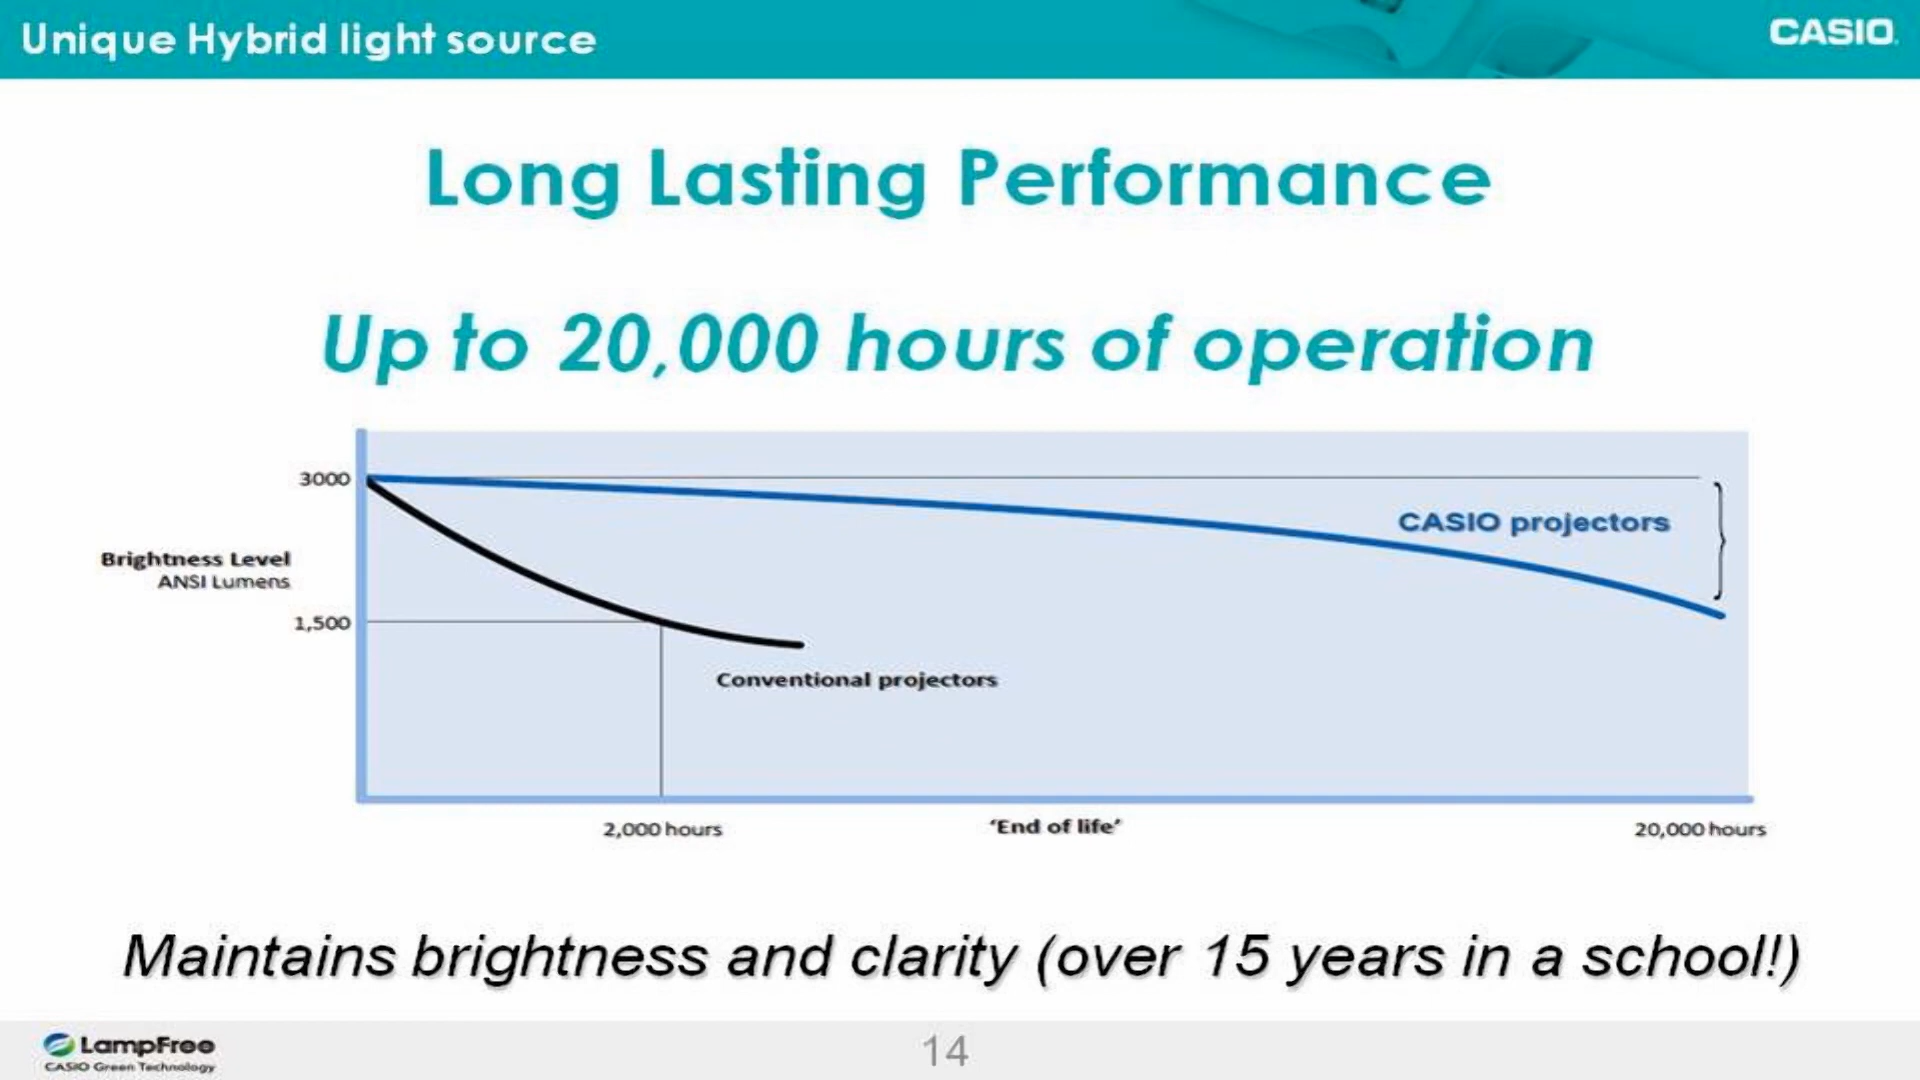 Unique Hybrid light source
CASIO
Long Lasting Performance
Up to 20,000 hours of operation
3000
CASIO projectors
Brightness Level
ANSI Lumens
1,500
Conventional projectors
2,000 hours
‘End of life’
20,000 hours
Maintains brightness and clarity (over 15 years in a school!)
LampFree
CASIO Green Technology
14